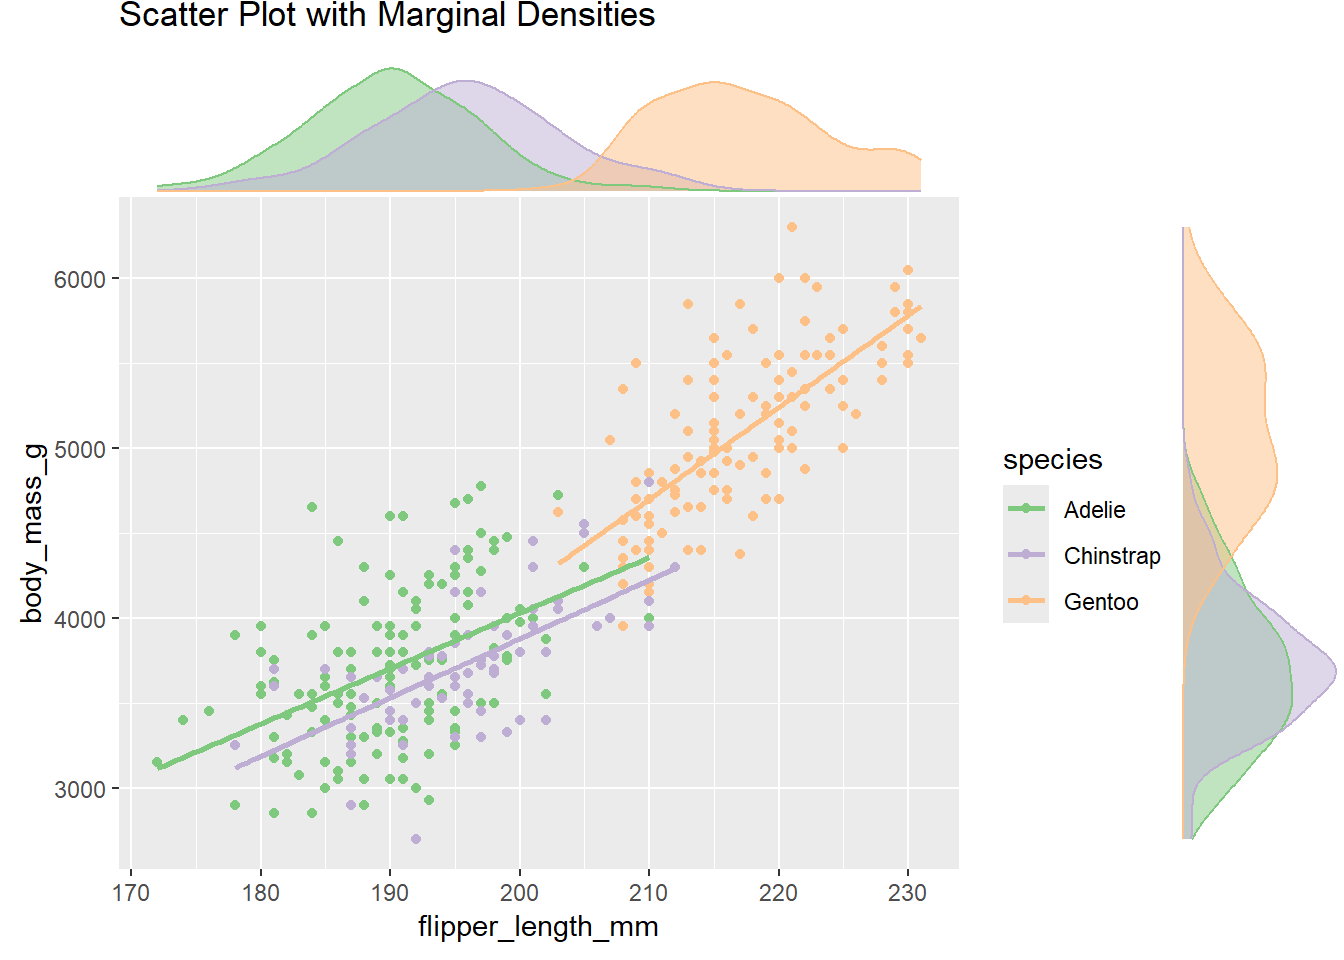 Scatter Plot with Marginal Densities
6000
5000
4000
3000
body_mass_g
170 180 190 200 210 220 230
flipper_length_mm
species
Adelie
Chinstrap
Gentoo